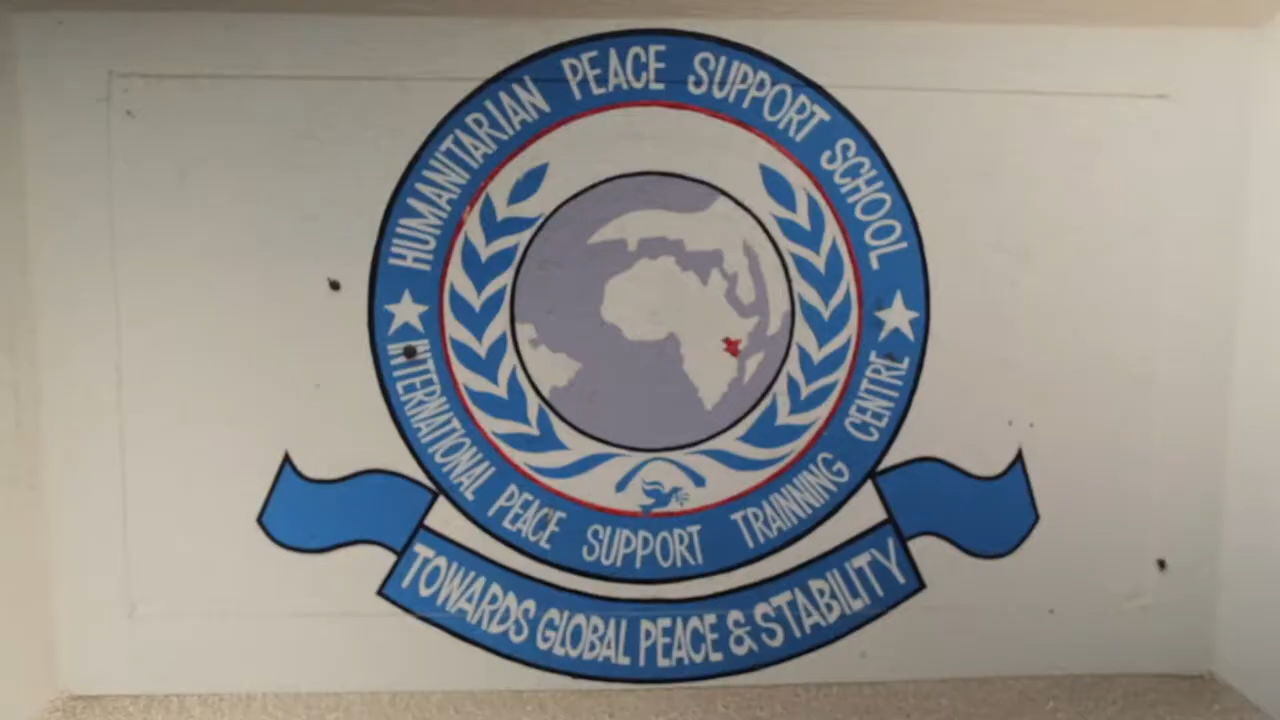 HUMANITARIAN PEACE SUPPORT SCHOOL
INTERNATIONAL PEACE SUPPORT TRAINNING CENTRE
TOWARDS GLOBAL PEACE & STABILITY